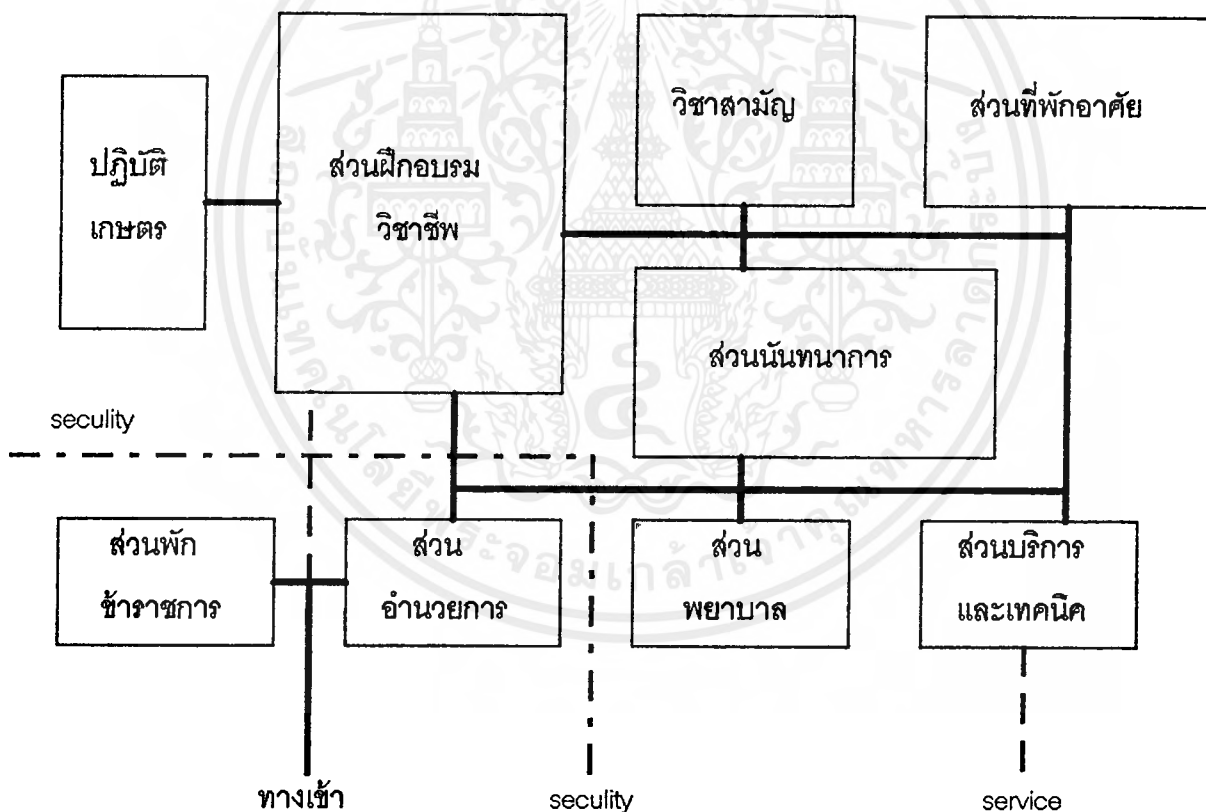 วิชาสามัญ
ส่วนที่พักอาศัย
ปฏิบัติ
เกษตร
ส่วนฝึกอบรม
วิชาชีพ
ส่วนนันทนาการ
seculity
ส่วนพัก
ข้าราชการ
ส่วน
อำนวยการ
ส่วน
พยาบาล
ส่วนบริการ
และเทคนิค
ทางเข้า
seculity
service